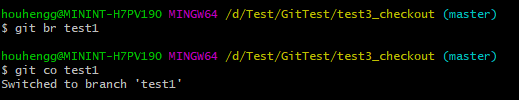 houhengg@MININT-H7PV190 MINGW64 /d/Test/GitTest/test3_checkout (master)
$ git br test1
houhengg@MININT-H7PV190 MINGW64 /d/Test/GitTest/test3_checkout (master)
$ git co test1
Switched to branch 'test1'